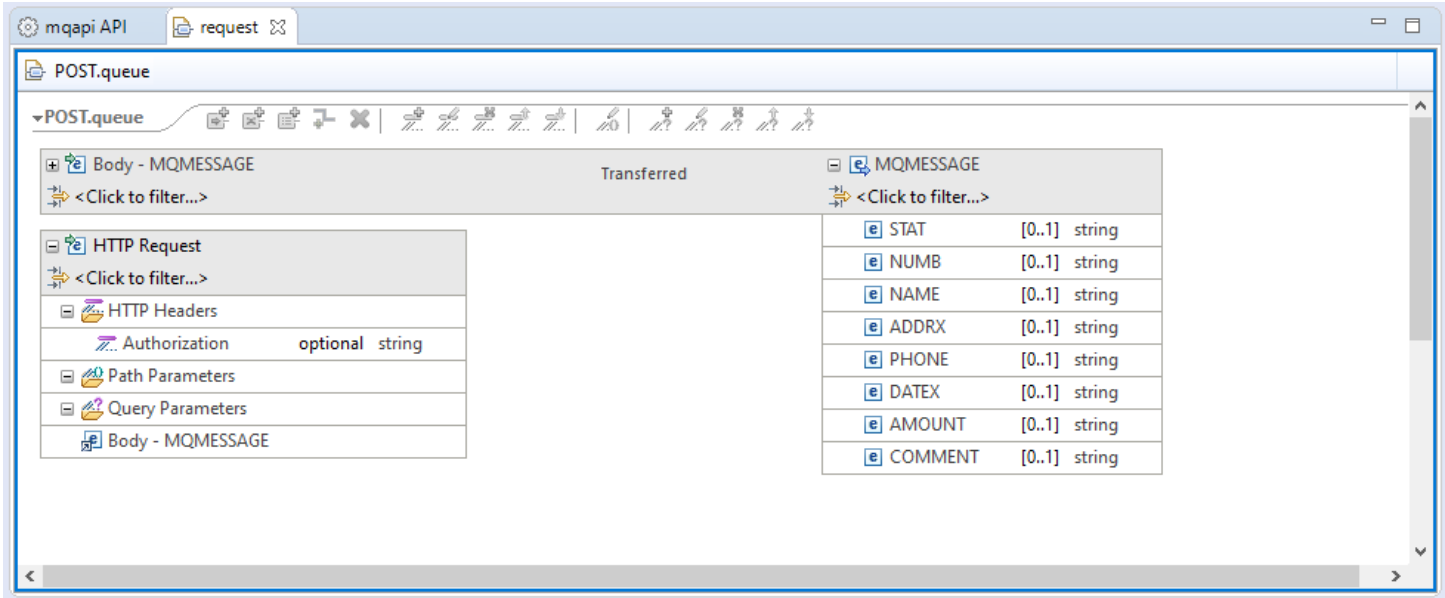 mqapi API
request
POST.queue
POST.queue
Body - MQMESSAGE
<Click to filter...>
Transferred
MQMESSAGE
<Click to filter...>
STAT [0..1] string
NUMB [0..1] string
NAME [0..1] string
ADDRX [0..1] string
PHONE [0..1] string
DATEX [0..1] string
AMOUNT [0..1] string
COMMENT [0..1] string
HTTP Request
<Click to filter...>
HTTP Headers
Authorization optional string
Path Parameters
Query Parameters
Body - MQMESSAGE